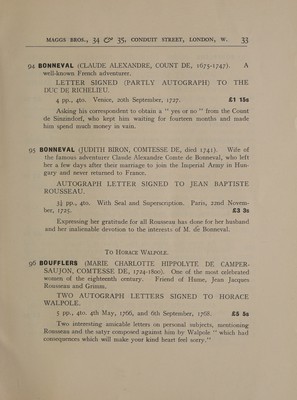 MAGGS BROS., 34 & 35, CONDUIT STREET, LONDON, W. 33
94 BONNEVAL (CLAUDE ALEXANDRE, COUNT DE, 1675-1747). A
well-known French adventurer.
LETTER SIGNED (PARTLY AUTOGRAPH) TO THE
DUC DE RICHELIEU.
4 pp., 4to. Venice, 20th September, 1727. £1 18s
Asking his correspondent to obtain a "yes or no" from the Count
de Sinzindorf, who kept him waiting for fourteen months and made
him spend much money in vain.
95 BONNEVAL (JUDITH BIRON, COMTESSE DE, died 1741). Wife of
the famous adventurer Claude Alexandre Comte de Bonneval, who left
her a few days after their marriage to join the Imperial Army in Hun-
gary and never returned to France.
AUTOGRAPH LETTER SIGNED TO JEAN BAPTISTE
ROUSSEAU.
3½ pp., 4to. With Seal and Superscription. Paris, 22nd Novem-
ber, 1725. £3 3s
Expressing her gratitude for all Rousseau has done for her husband
and her inalienable devotion to the interests of M. de Bonneval.
TO HORACE WALPOLE.
96 BOUFFLERS (MARIE CHARLOTTE HIPPOLYTE DE CAMPER-
SAUJON, COMTESSE DE, 1724-1800). One of the most celebrated
women of the eighteenth century. Friend of Hume, Jean Jacques
Rousseau and Grimm.
TWO AUTOGRAPH LETTERS SIGNED TO HORACE
WALPOLE.
5 pp., 4to. 4th May, 1766, and 6th September, 1768. £5 5s
Two interesting amicable letters on personal subjects, mentioning
Rousseau and the satyr composed against him by Walpole "which had
consequences which will make your kind heart feel sorry."